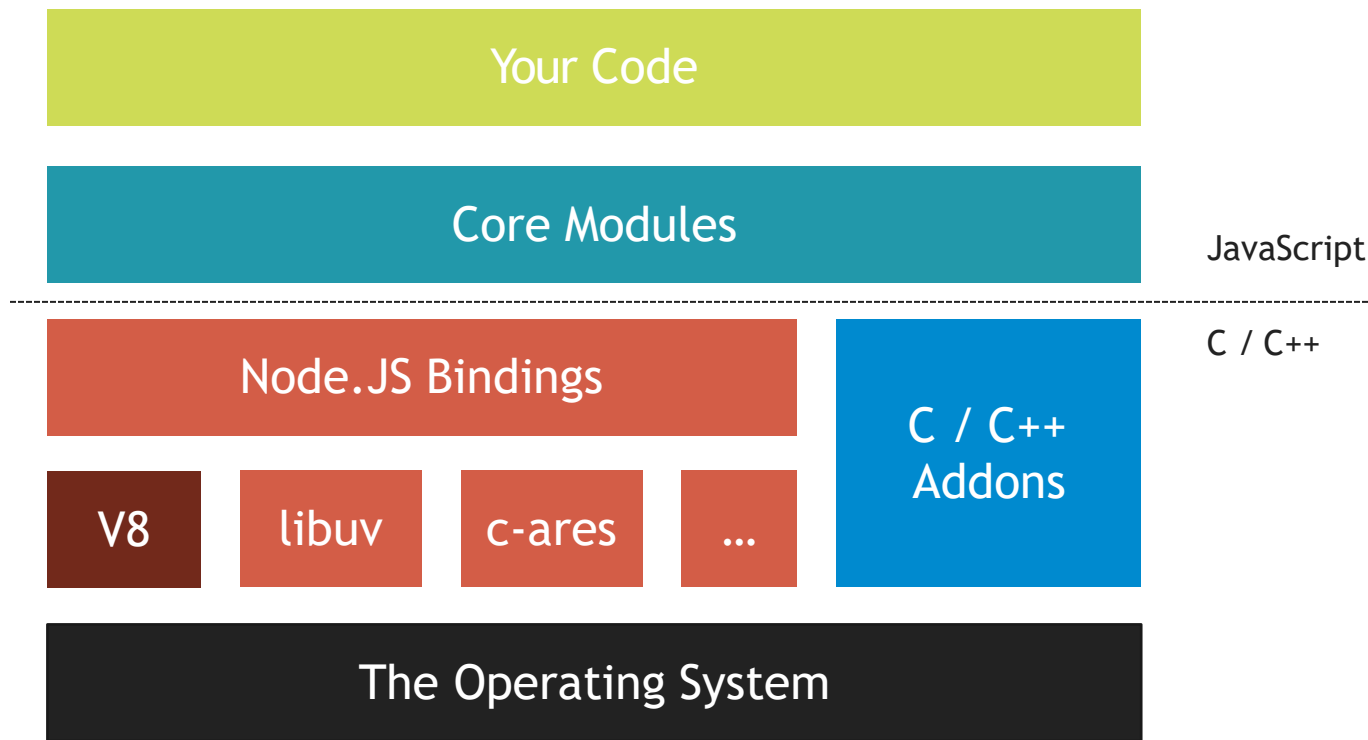 Your Code
Core Modules
JavaScript
C / C++
Node.JS Bindings
C / C++
Addons
V8
libuv
c-ares
…
The Operating System